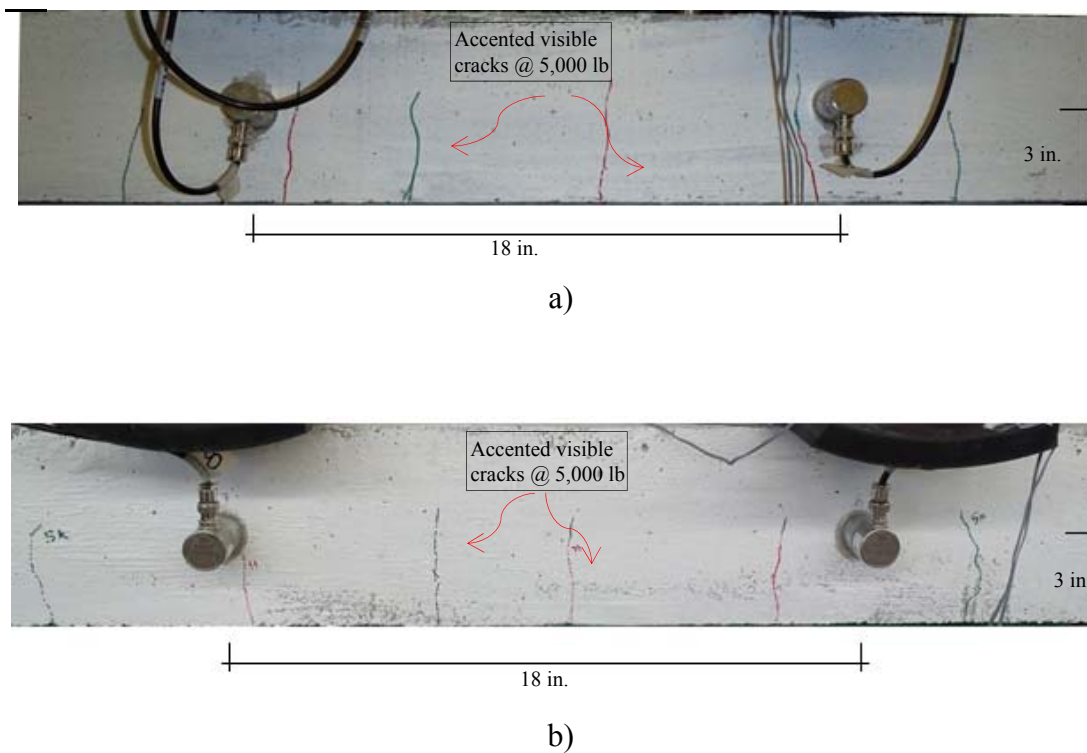 Accented visible
cracks @ 5,000 lb
3 in.
18 in.
a)
Accented visible
cracks @ 5,000 lb
5k
3 in
18 in.
b)